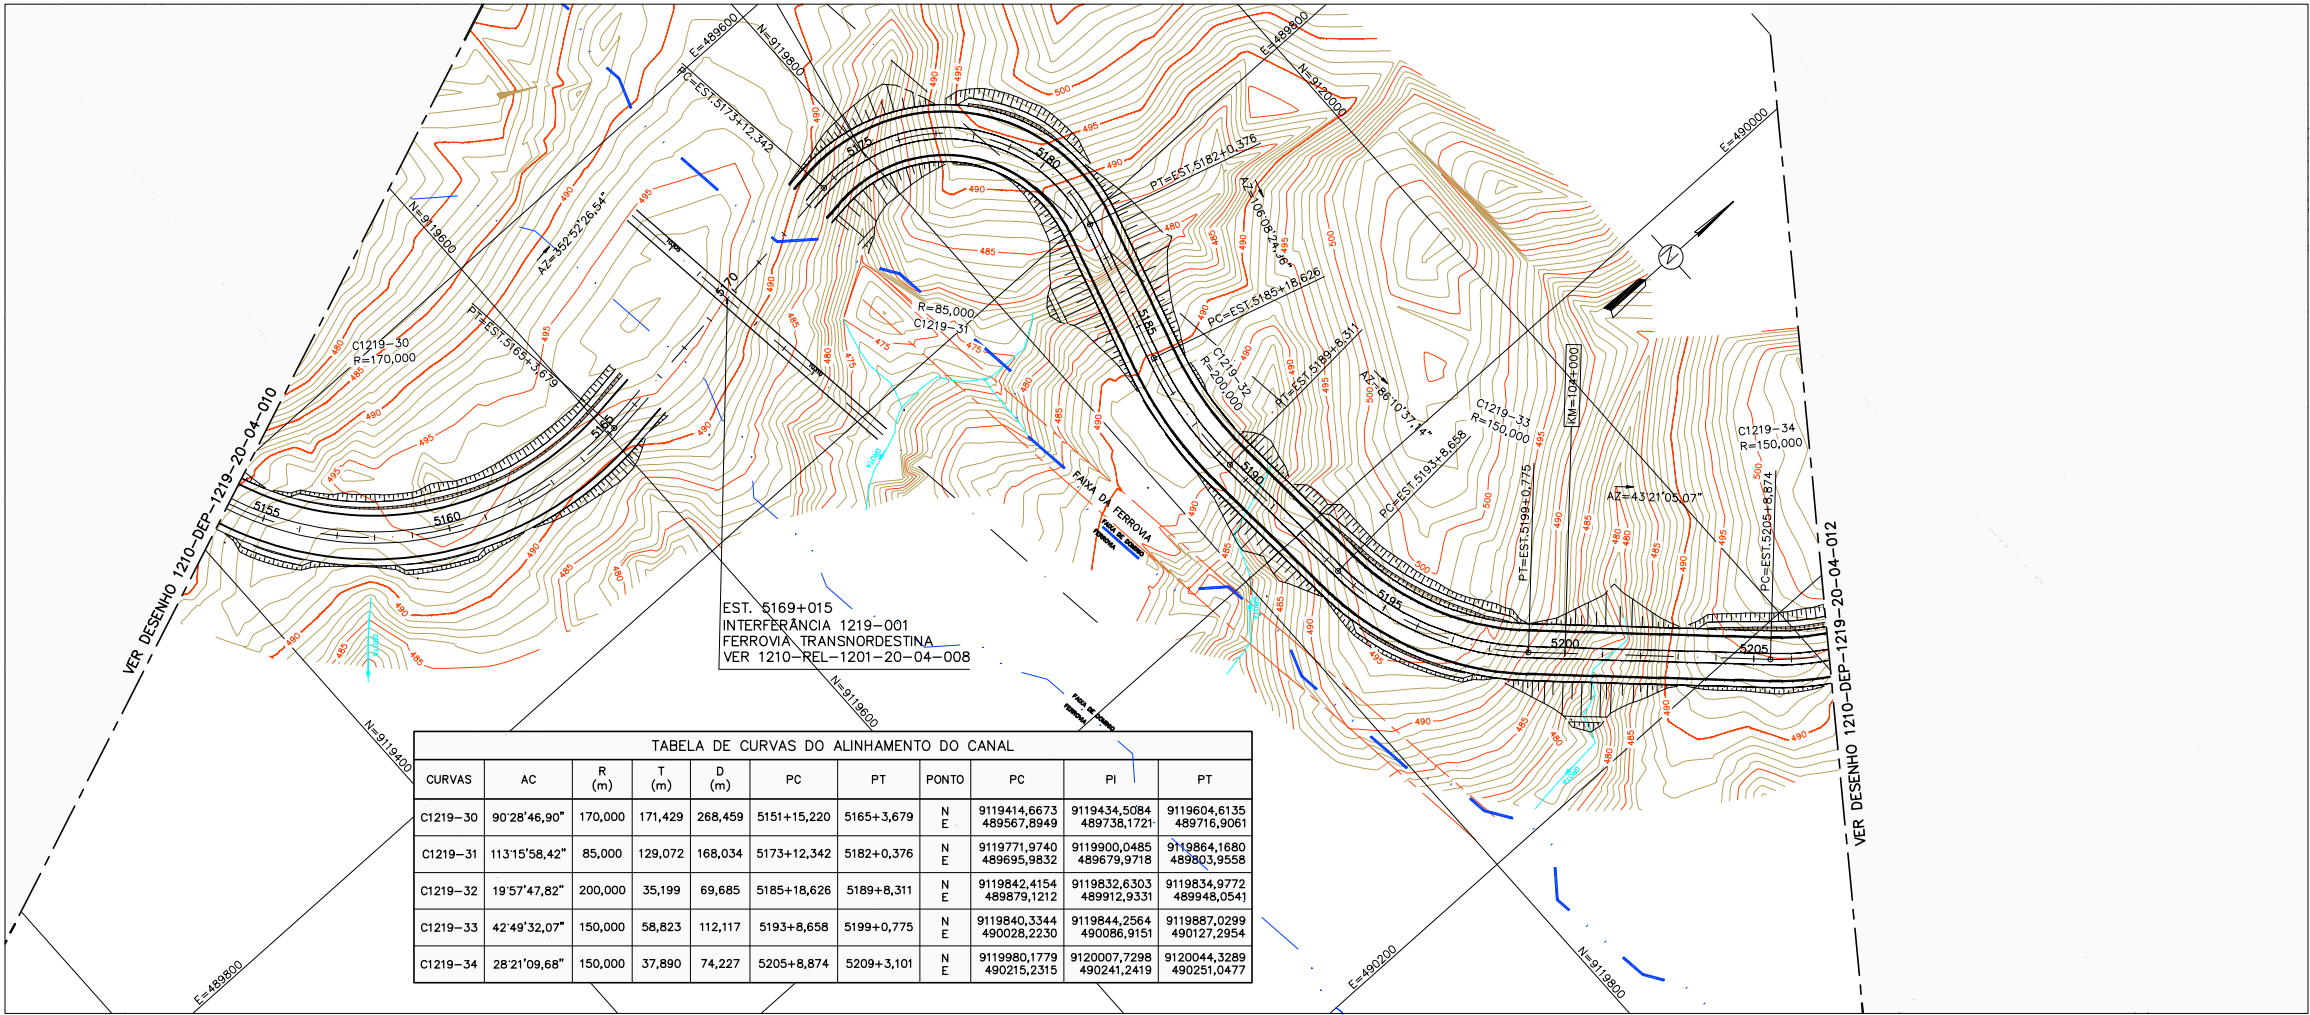 E=489600
N=9119800
E=489800
N=9120000
E=490000
PC=EST.5173+12,342
5175
5180
PT=EST.5182+0,376
AZ=106°08'24,36"
N=9119600
AZ=352°52'26,54"
5170
R=85,000
C1219-31
5185
PC=EST.5185+18,626
C1219-32
R=200,000
PT=EST.5189+8,311
AZ=86°10'37,14"
C1219-33
R=150,000
PC=EST.5193+8,658
KM=104+000
C1219-34
R=150,000
PT=EST.5199+0,775
AZ=43°21'05,07"
PC=EST.5205+8,874
N
C1219-30
R=170,000
PT=EST.5165+3,679
5155
5160
5165
5190
5195
5200
5205
FAIXA DA FERROVIA
FAIXA DE DOMINIO
FERROVIA
GROTA
VER DESENHO 1210-DEP-1219-20-04-010
VER DESENHO 1210-DEP-1219-20-04-012
EST. 5169+015
INTERFERÂNCIA 1219-001
FERROVIA TRANSNORDESTINA
VER 1210-REL-1201-20-04-008
N=9119600
N=9119400
FAIXA DE DOMINIO
FERROVIA
E=489800
E=490200
N=9119800
TABELA DE CURVAS DO ALINHAMENTO DO CANAL
CURVAS AC R (m) T (m) D (m) PC PT PONTO PC PI PT
C1219-30 90°28'46,90" 170,000 171,429 268,459 5151+15,220 5165+3,679 N 9119414,6673 9119434,5084 9119604,6135
E 489567,8949 489738,1721 489716,9061
C1219-31 113°15'58,42" 85,000 129,072 168,034 5173+12,342 5182+0,376 N 9119771,9740 9119900,0485 9119864,1680
E 489695,9832 489679,9718 489803,9558
C1219-32 19°57'47,82" 200,000 35,199 69,685 5185+18,626 5189+8,311 N 9119842,4154 9119832,6303 9119834,9772
E 489879,1212 489912,9331 489948,0541
C1219-33 42°49'32,07" 150,000 58,823 112,117 5193+8,658 5199+0,775 N 9119840,3344 9119844,2564 9119887,0299
E 490028,2230 490086,9151 490127,2954
C1219-34 28°21'09,68" 150,000 37,890 74,227 5205+8,874 5209+3,101 N 9119980,1779 9120007,7298 9120044,3289
E 490215,2315 490241,2419 490251,0477